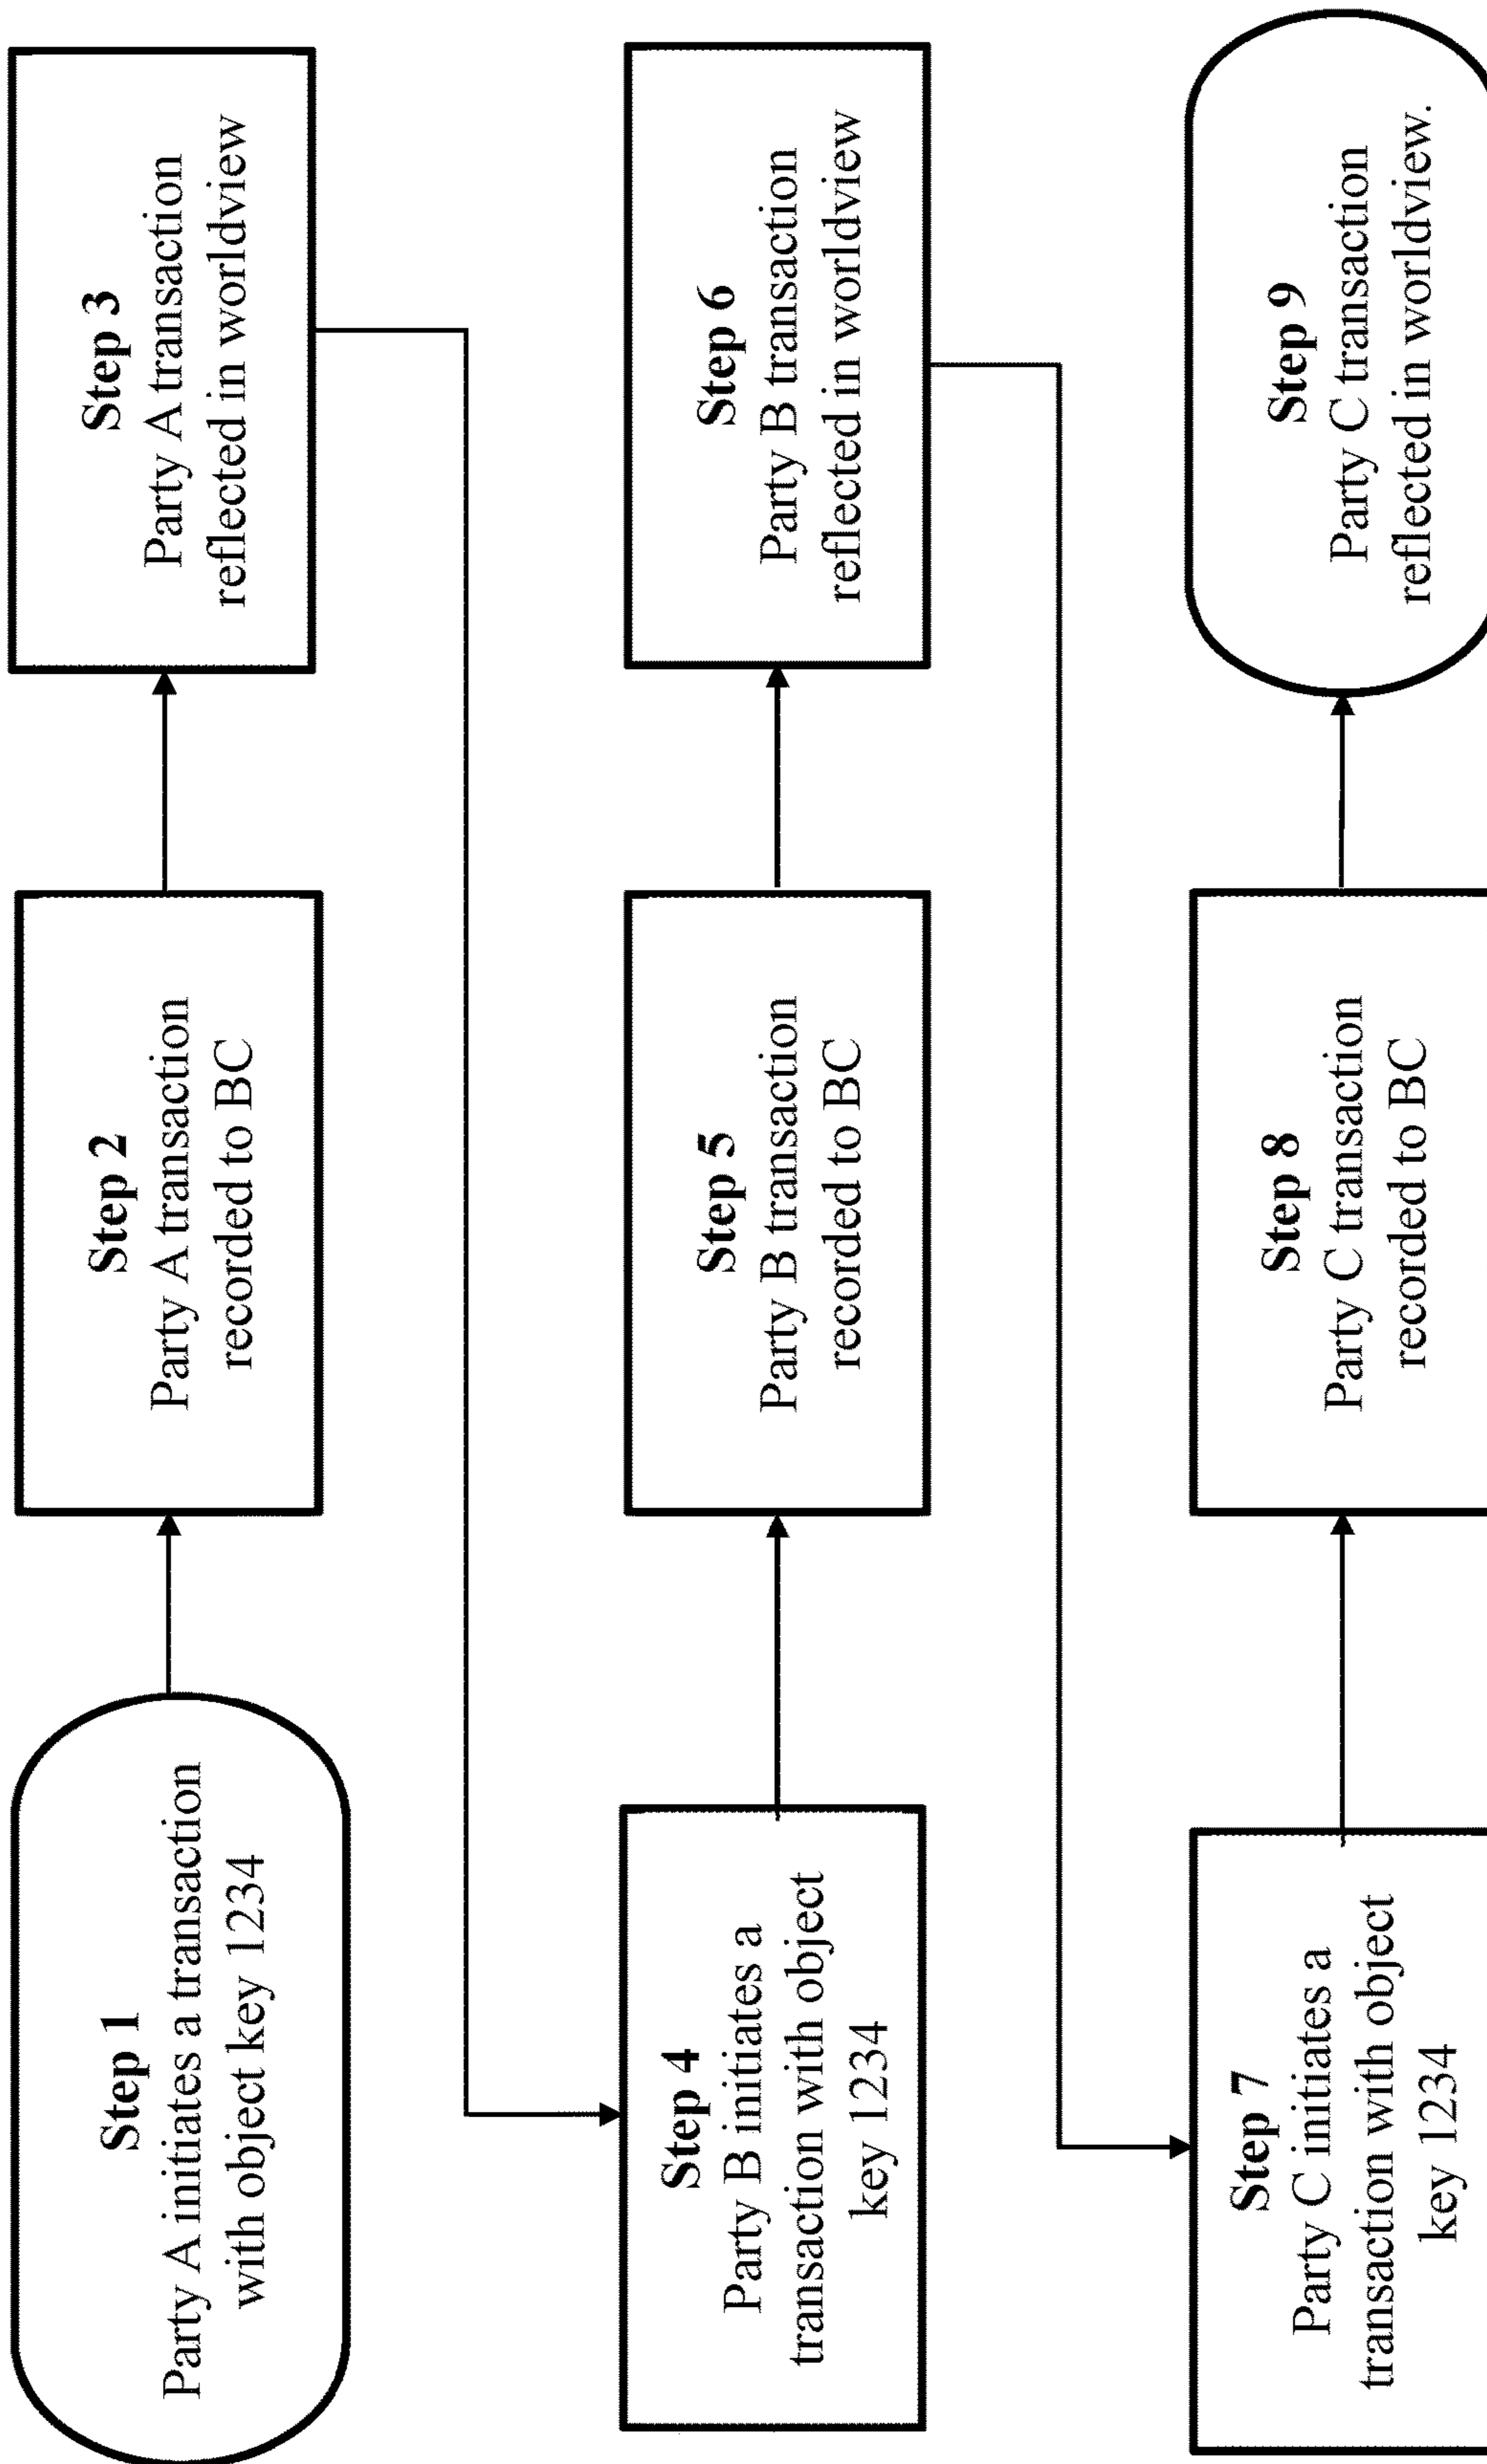 Step 1
Party A initiates a transaction
with object key 1234
Step 2
Party A transaction
recorded to BC
Step 3
Party A transaction
reflected in worldview
Step 4
Party B initiates a
transaction with object
key 1234
Step 5
Party B transaction
recorded to BC
Step 6
Party B transaction
reflected in worldview
Step 7
Party C initiates a
transaction with object
key 1234
Step 8
Party C transaction
recorded to BC
Step 9
Party C transaction
reflected in worldview.